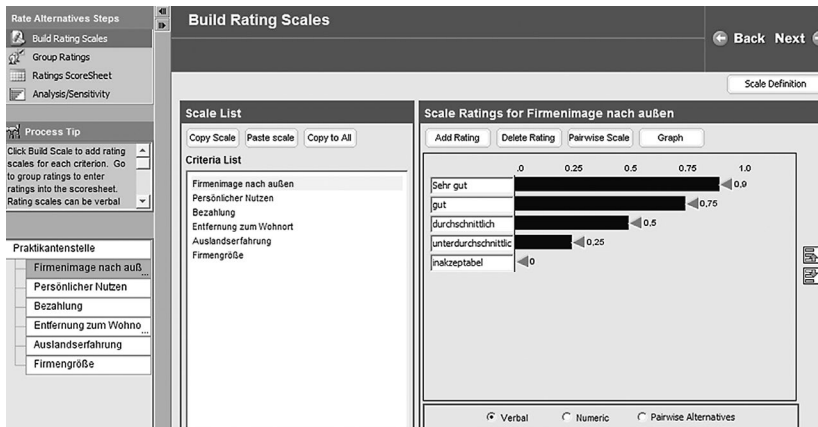 Rate Alternatives Steps
Build Rating Scales
Group Ratings
Ratings ScoreSheet
Analysis/Sensitivity
Process Tip
Click Build Scale to add rating
scales for each criterion. Go
to group ratings to enter
ratings into the scoresheet.
Rating scales can be verbal
Praktikantenstelle
Firmenimage nach auß...
Persönlicher Nutzen
Bezahlung
Entfernung zum Wohno...
Auslandserfahrung
Firmengröße
Build Rating Scales
Back Next
Scale Definition
Scale List
Copy Scale Paste scale Copy to All
Criteria List
Firmenimage nach außen
Persönlicher Nutzen
Bezahlung
Entfernung zum Wohnort
Auslandserfahrung
Firmengröße
Scale Ratings for Firmenimage nach außen
Add Rating Delete Rating Pairwise Scale Graph
.0 0.25 0.5 0.75 1.0
Sehr gut 0,9
gut 0,75
durchschnittlich 0,5
unterdurchschnittlic 0,25
inakzeptabel 0
Verbal Numeric Pairwise Alternatives